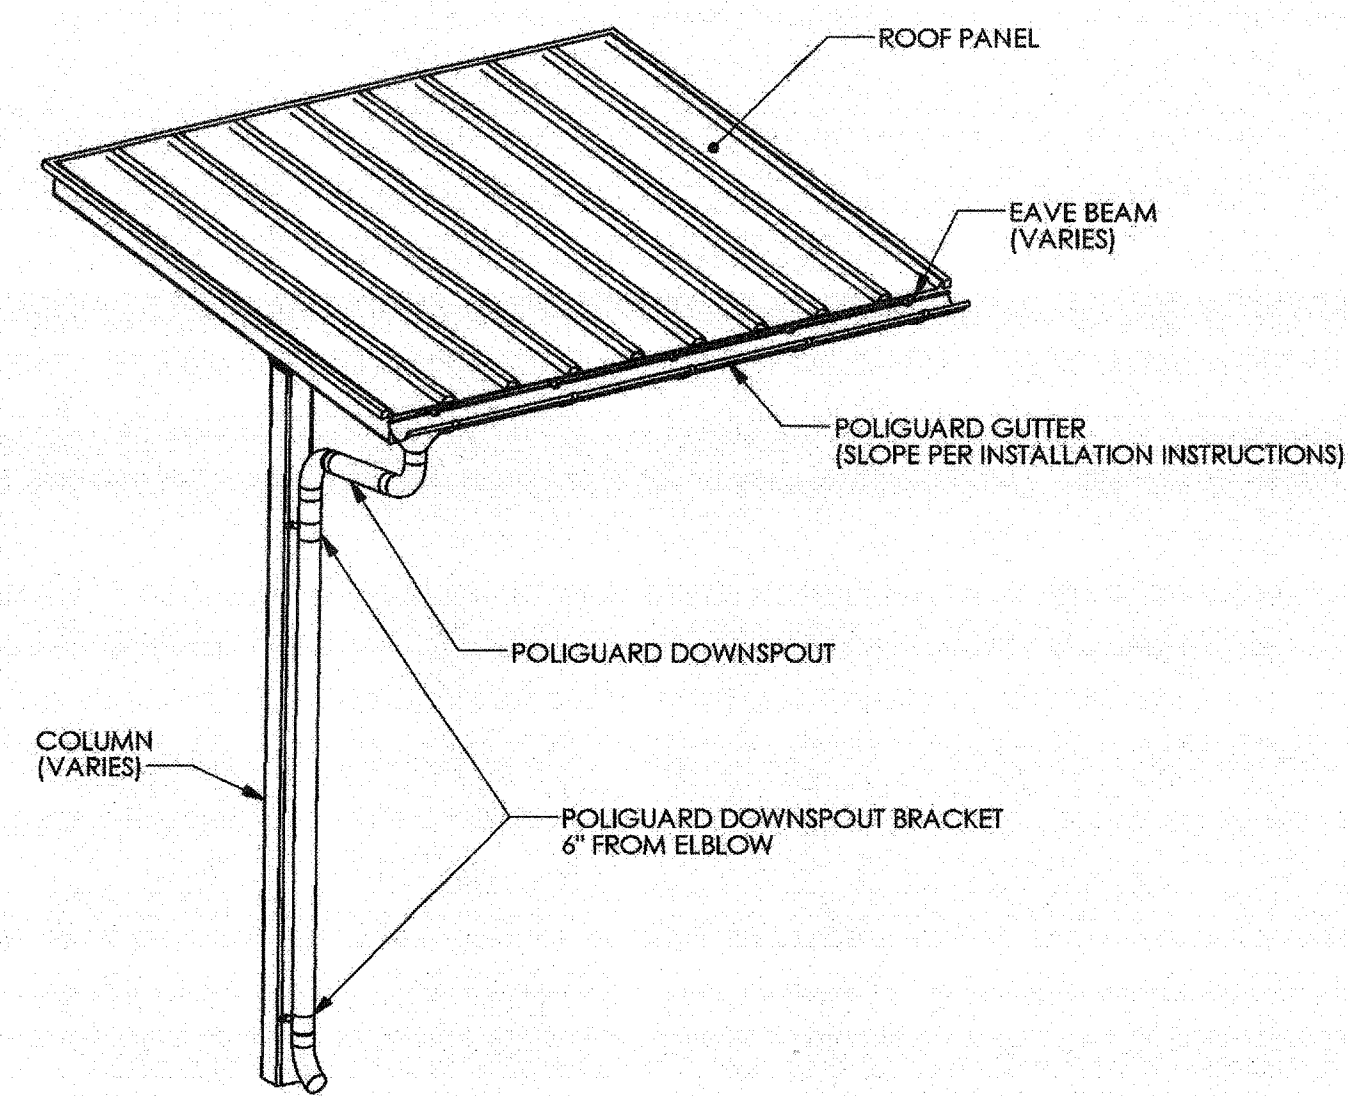 ROOF PANEL
EAVE BEAM
(VARIES)
POLIGUARD GUTTER
(SLOPE PER INSTALLATION INSTRUCTIONS)
POLIGUARD DOWNSPOUT
COLUMN
(VARIES)
POLIGUARD DOWNSPOUT BRACKET
6" FROM ELBLOW